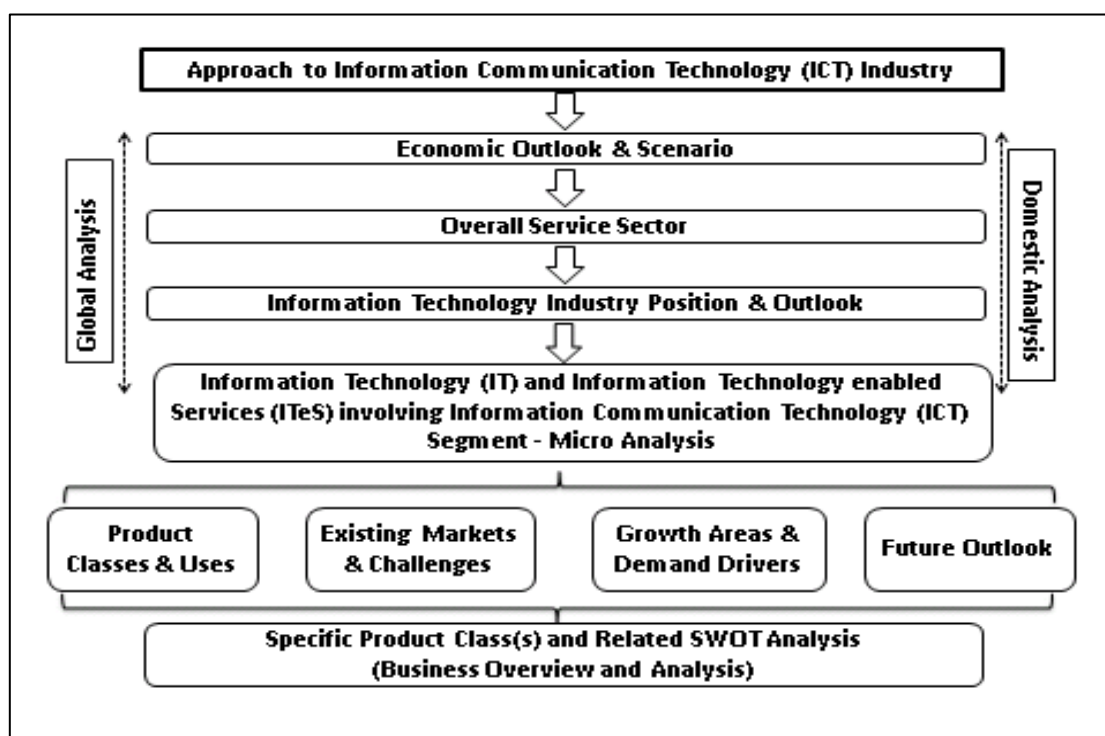 Approach to Information Communication Technology (ICT) Industry
Economic Outlook & Scenario
Overall Service Sector
Information Technology Industry Position & Outlook
Global Analysis
Domestic Analysis
Information Technology (IT) and Information Technology enabled
Services (ITeS) involving Information Communication Technology (ICT)
Segment - Micro Analysis
Product
Classes & Uses
Existing Markets
& Challenges
Growth Areas &
Demand Drivers
Future Outlook
Specific Product Class(s) and Related SWOT Analysis
(Business Overview and Analysis)